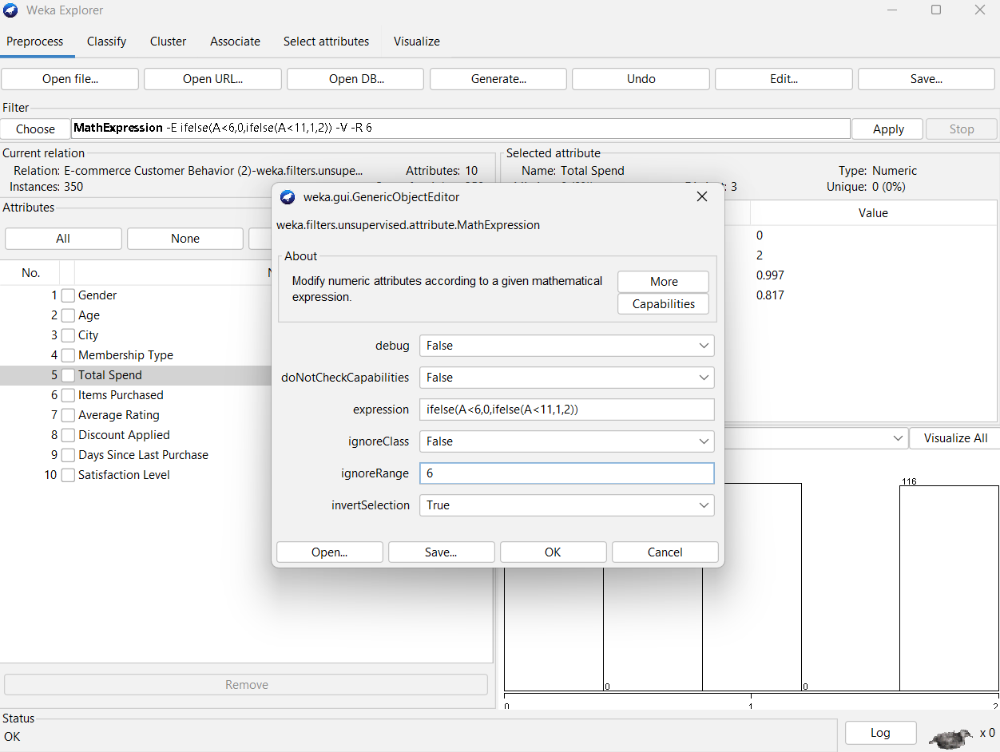 Weka Explorer
Preprocess Classify Cluster Associate Select attributes Visualize
Open file... Open URL... Open DB... Generate... Undo Edit... Save...
Filter
Choose MathExpression -E ifelse(A<6,0,ifelse(A<11,1,2)) -V -R 6 Apply Stop
Current relation
Relation: E-commerce Customer Behavior (2)-weka.filters.unsupe... Attributes: 10
Instances: 350
Selected attribute
Name: Total Spend Type: Numeric
: 3 Unique: 0 (0%)
Attributes
All None
No.
1 Gender
2 Age
3 City
4 Membership Type
5 Total Spend
6 Items Purchased
7 Average Rating
8 Discount Applied
9 Days Since Last Purchase
10 Satisfaction Level
Remove
weka.gui.GenericObjectEditor
weka.filters.unsupervised.attribute.MathExpression
About
Modify numeric attributes according to a given mathematical
expression.
More
Capabilities
debug False
doNotCheckCapabilities False
expression ifelse(A<6,0,ifelse(A<11,1,2))
ignoreClass False
ignoreRange 6
invertSelection True
Open... Save... OK Cancel
Value
0
2
0.997
0.817
Visualize All
116
0 0
0 1 2
Status
OK
Log x 0